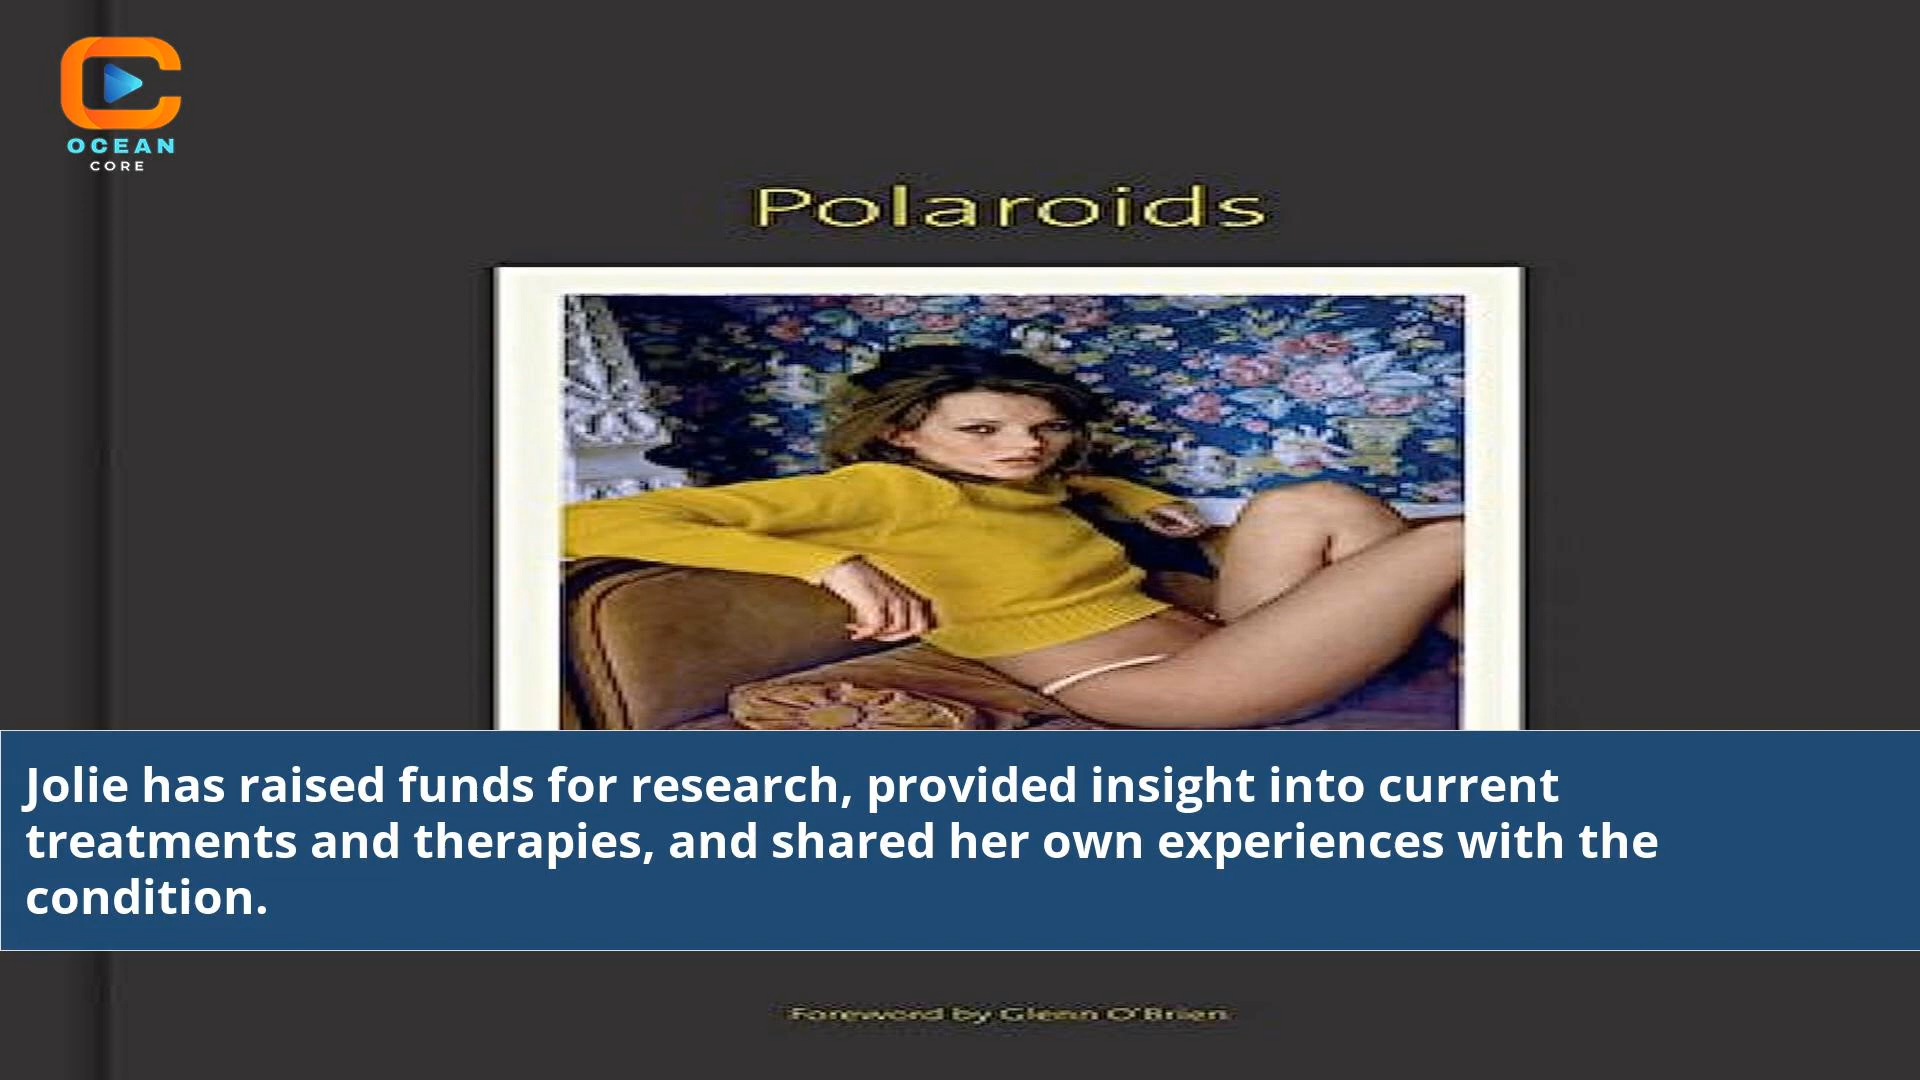 OCEAN
CORE
Polaroids
Jolie has raised funds for research, provided insight into current
treatments and therapies, and shared her own experiences with the
condition.
Foreword by Glenn O'Brien